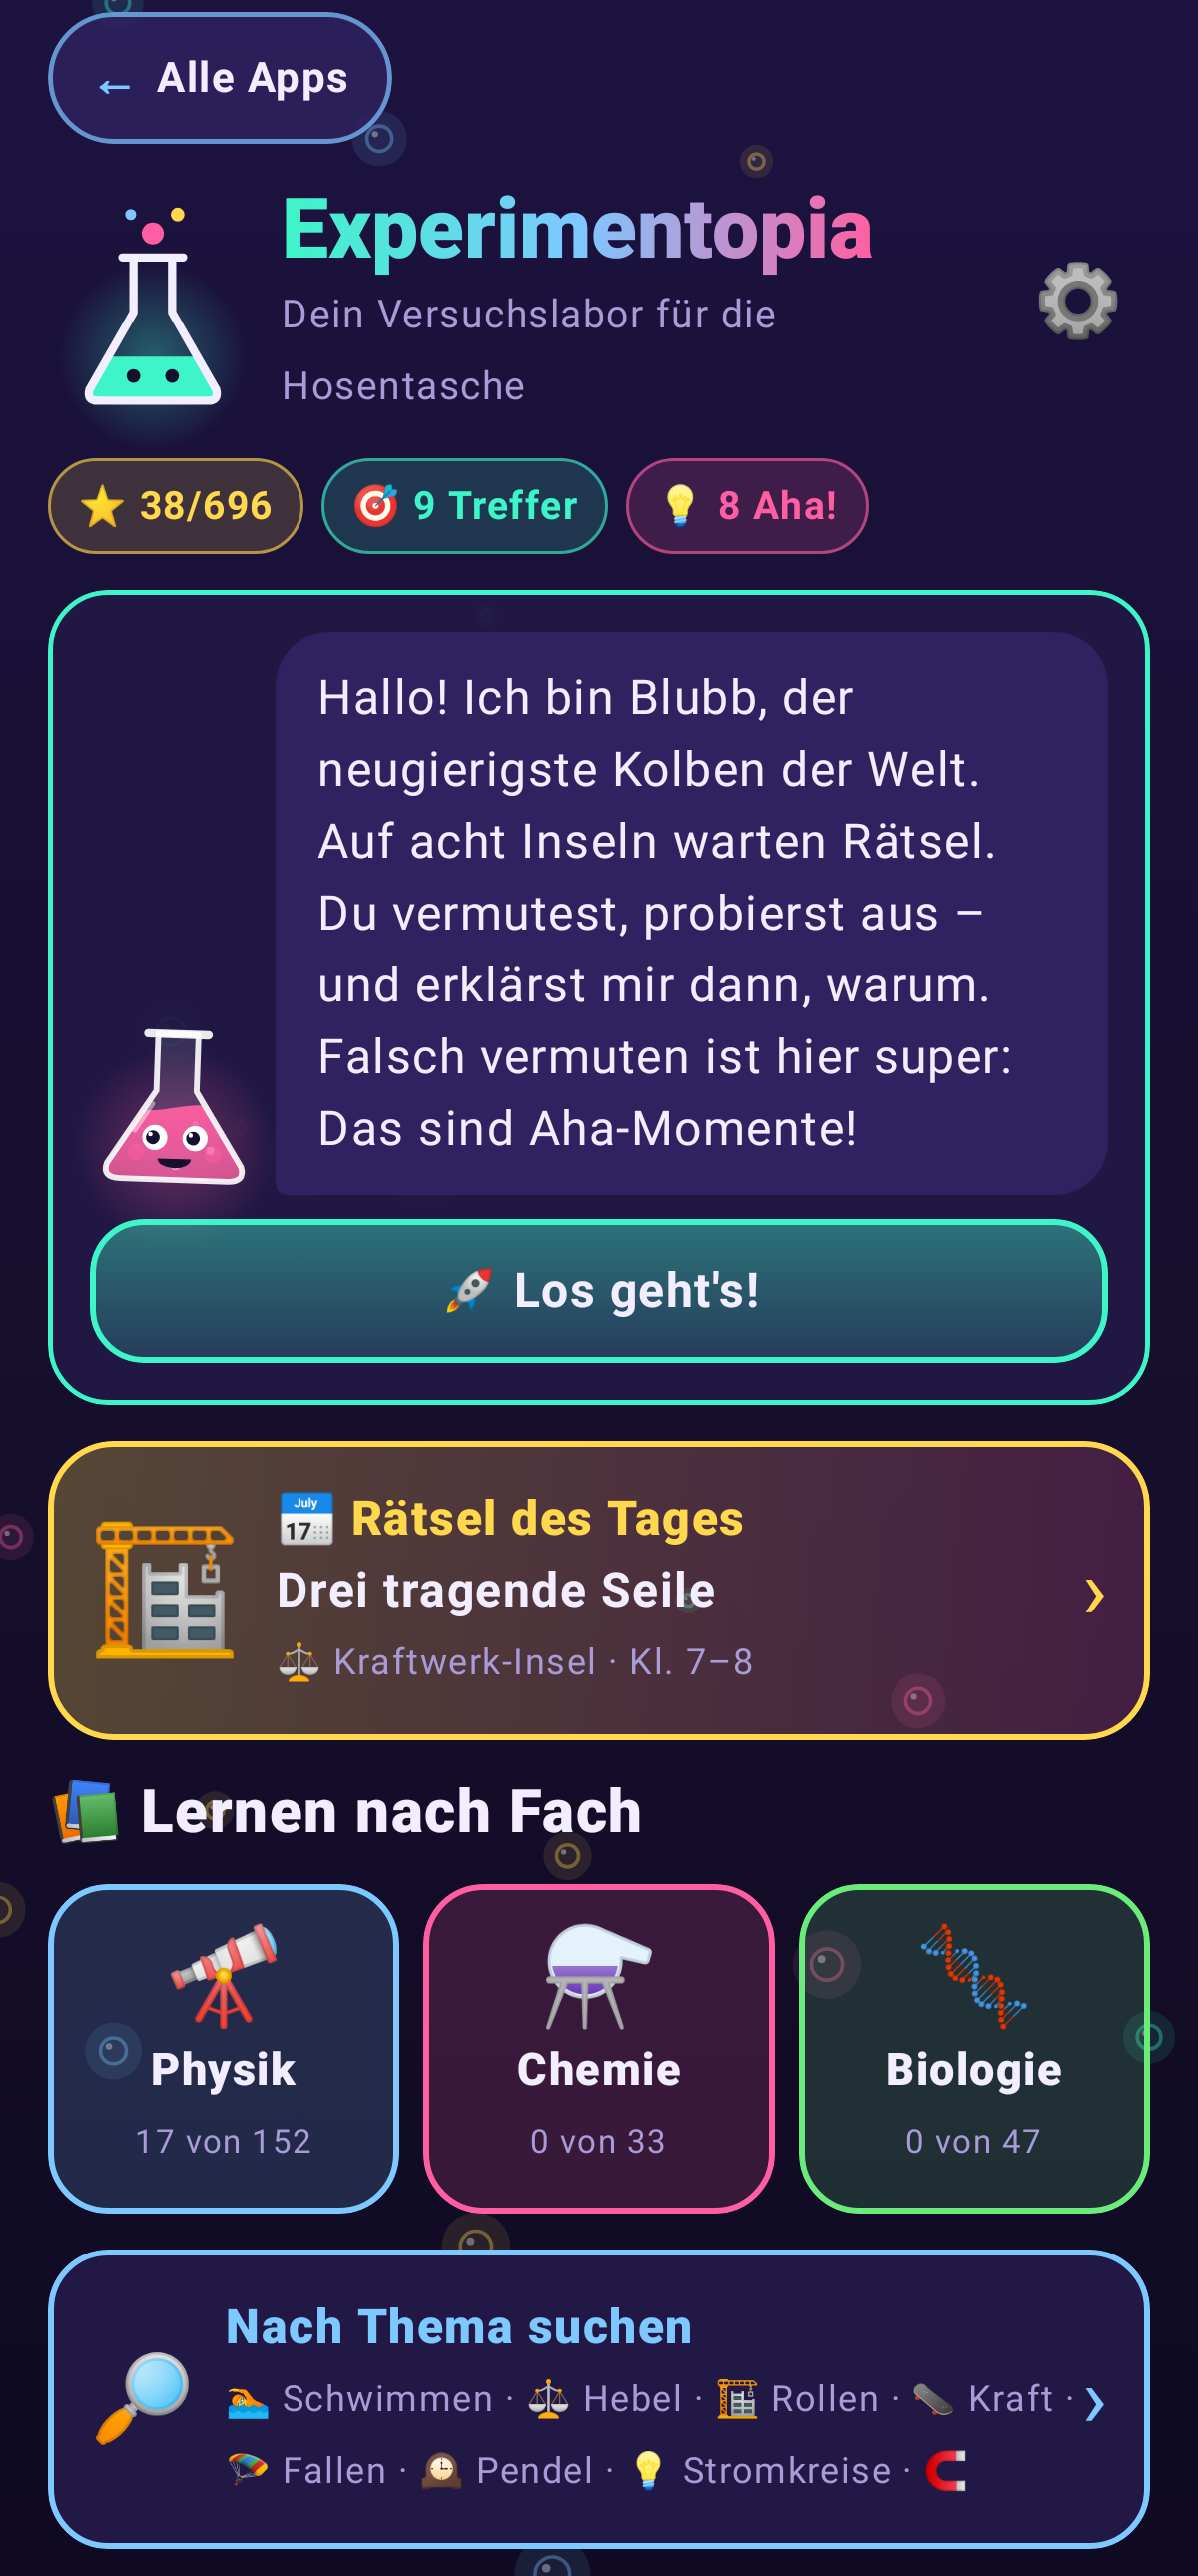 ← Alle Apps
Experimentopia
Dein Versuchslabor für die
Hosentasche
38/696
9 Treffer
8 Aha!
Hallo! Ich bin Blubb, der
neugierigste Kolben der Welt.
Auf acht Inseln warten Rätsel.
Du vermutest, probierst aus –
und erklärst mir dann, warum.
Falsch vermuten ist hier super:
Das sind Aha-Momente!
Los geht's!
July
17
Rätsel des Tages
Drei tragende Seile
Kraftwerk-Insel · Kl. 7–8
Lernen nach Fach
Physik
17 von 152
Chemie
0 von 33
Biologie
0 von 47
Nach Thema suchen
Schwimmen · Hebel · Rollen · Kraft ·
Fallen · Pendel · Stromkreise ·